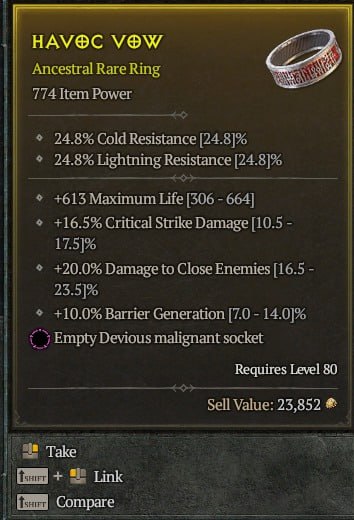 HAVOC VOW
Ancestral Rare Ring
774 Item Power
24.8% Cold Resistance [24.8]%
24.8% Lightning Resistance [24.8]%
+613 Maximum Life [306 - 664]
+16.5% Critical Strike Damage [10.5 -
17.5]%
+20.0% Damage to Close Enemies [16.5 -
23.5]%
+10.0% Barrier Generation [7.0 - 14.0]%
Empty Devious malignant socket
Requires Level 80
Sell Value: 23,852
Take
SHIFT + Link
SHIFT Compare